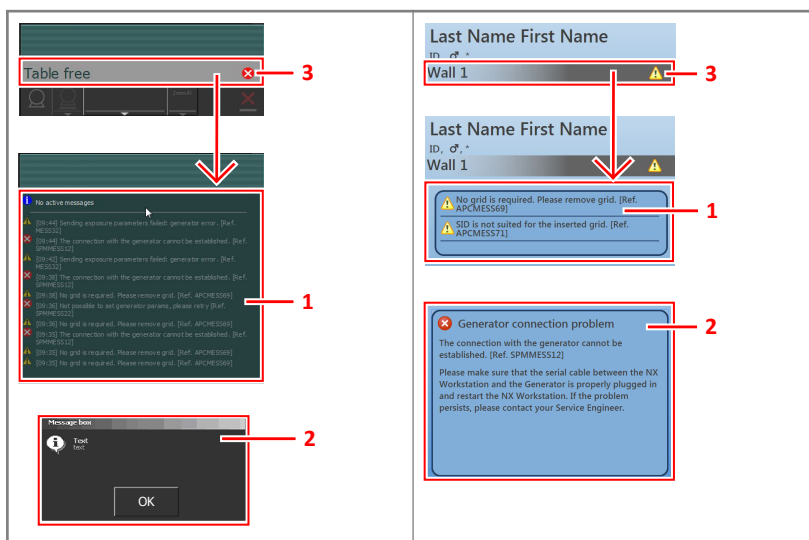 Table free
3
ZoomAll
No active messages
[09:44] Sending exposure parameters failed: generator error. [Ref.
MESS32]
[09:44] The connection with the generator cannot be established. [Ref.
SPMMESS12]
[09:42] Sending exposure parameters failed: generator error. [Ref.
MESS32]
[09:38] The connection with the generator cannot be established. [Ref.
SPMMESS12]
[09:38] No grid is required. Please remove grid. [Ref. APCMESS69]
[09:36] Not possible to set generator params, please retry [Ref.
SPMMESS22]
[09:36] No grid is required. Please remove grid. [Ref. APCMESS69]
[09:35] The connection with the generator cannot be established. [Ref.
SPMMESS12]
[09:35] No grid is required. Please remove grid. [Ref. APCMESS69]
[09:35] No grid is required. Please remove grid. [Ref. APCMESS69]
1
Message box
Text
text
OK
2
Last Name First Name
ID, ♂, *
Wall 1
3
Last Name First Name
ID, ♂, *
Wall 1
No grid is required. Please remove grid. [Ref.
APCMESS69]
SID is not suited for the inserted grid. [Ref.
APCMESS71]
1
Generator connection problem
The connection with the generator cannot be
established. [Ref. SPMMESS12]
Please make sure that the serial cable between the NX
Workstation and the Generator is properly plugged in
and restart the NX Workstation. If the problem
persists, please contact your Service Engineer.
2